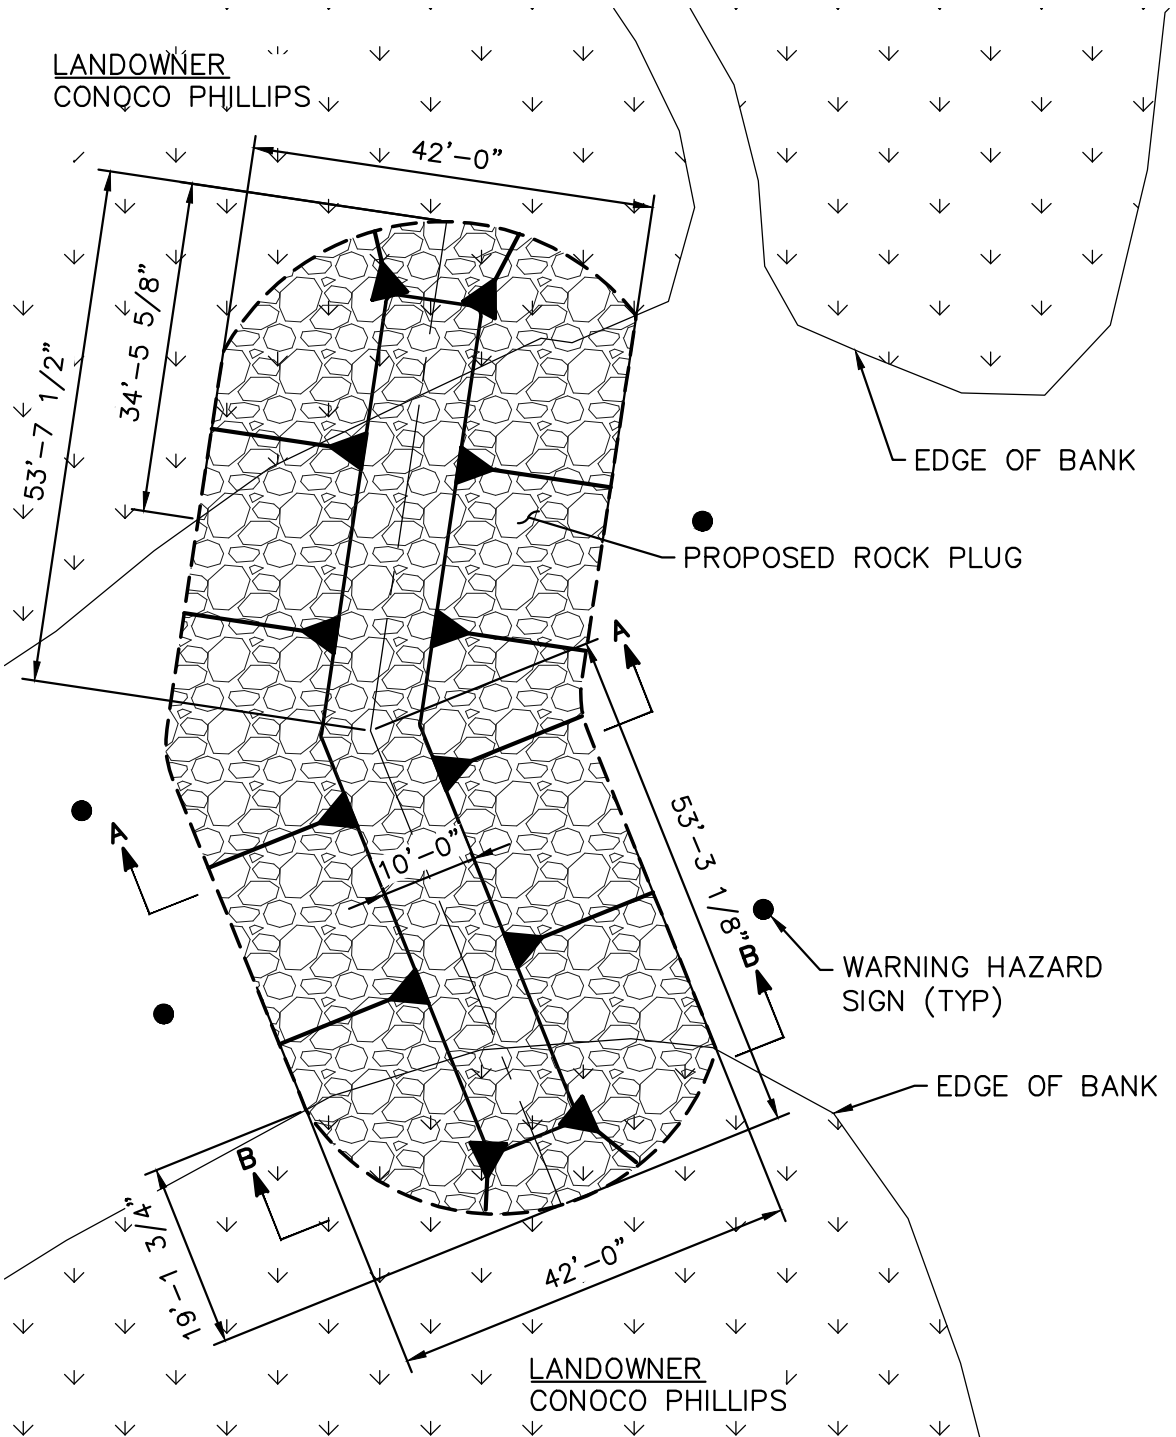 LANDOWNER
CONOCO PHILLIPS
42'-0"
34'-5 5/8"
53'-7 1/2"
EDGE OF BANK
PROPOSED ROCK PLUG
A
A
10'-0"
53'-3 1/8"
B
WARNING HAZARD
SIGN (TYP)
EDGE OF BANK
B
19'-1 3/4"
42'-0"
LANDOWNER
CONOCO PHILLIPS